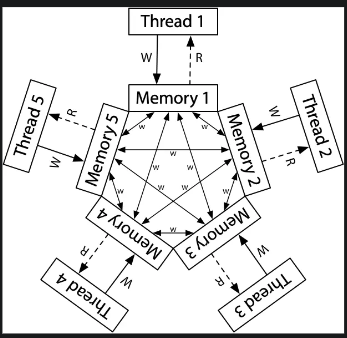 Thread 1
W
R
Memory 1
Thread 5
R
W
Memory 5
w
w
w
Memory 2
W
R
Thread 2
w
w
w
w
w
w
Memory 4
w
Memory 3
R
W
Thread 4
R
W
Thread 3